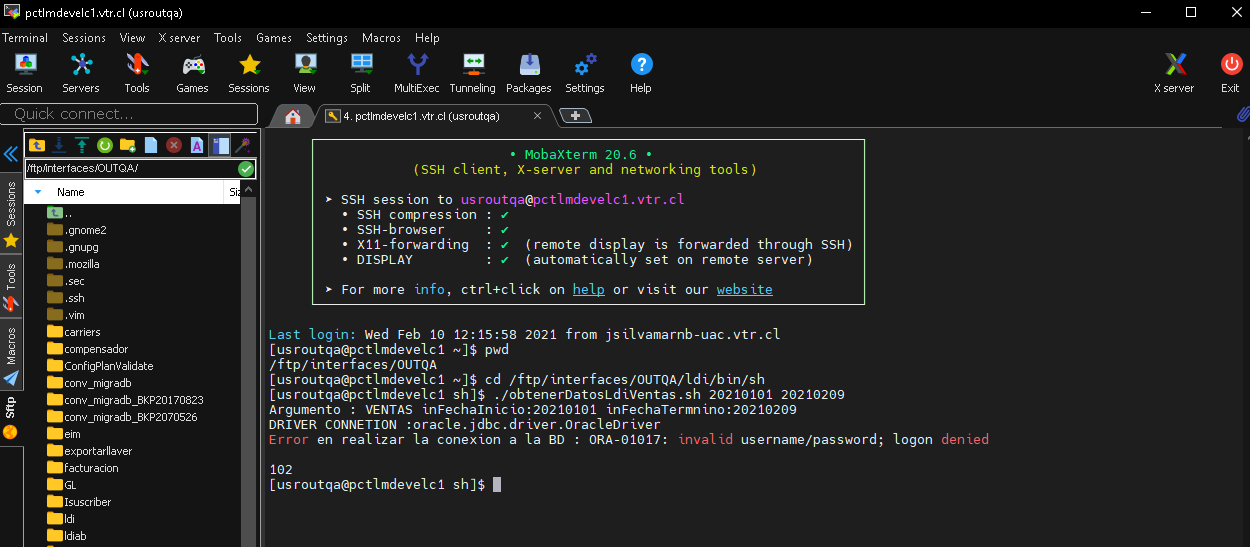 pctlmdevelc1.vtr.cl (usroutqa)
Terminal Sessions View X server Tools Games Settings Macros Help
Session Servers Tools Games Sessions View Split MultiExec Tunneling Packages Settings Help X server Exit
Quick connect...
4. pctlmdevelc1.vtr.cl (usroutqa)
/ftp/interfaces/OUTQA/
Name Siz
..
.gnome2
.gnupg
.mozilla
.sec
.ssh
.vim
carriers
compensador
ConfigPlanValidate
conv_migradb
conv_migradb_BKP20170823
conv_migradb_BKP2070526
eim
exportarllaver
facturacion
GL
Isuscriber
ldi
ldiab
Sessions
Tools
Macros
Sftp
• MobaXterm 20.6 •
(SSH client, X-server and networking tools)
➤ SSH session to usroutqa@pctlmdevelc1.vtr.cl
• SSH compression : ✔
• SSH-browser : ✔
• X11-forwarding : ✔ (remote display is forwarded through SSH)
• DISPLAY : ✔ (automatically set on remote server)
➤ For more info, ctrl+click on help or visit our website
Last login: Wed Feb 10 12:15:58 2021 from jsilvamarnb-uac.vtr.cl
[usroutqa@pctlmdevelc1 ~]$ pwd
/ftp/interfaces/OUTQA
[usroutqa@pctlmdevelc1 ~]$ cd /ftp/interfaces/OUTQA/ldi/bin/sh
[usroutqa@pctlmdevelc1 sh]$ ./obtenerDatosLdiVentas.sh 20210101 20210209
Argumento : VENTAS inFechaInicio:20210101 inFechaTermnino:20210209
DRIVER CONNETION :oracle.jdbc.driver.OracleDriver
Error en realizar la conexion a la BD : ORA-01017: invalid username/password; logon denied
102
[usroutqa@pctlmdevelc1 sh]$